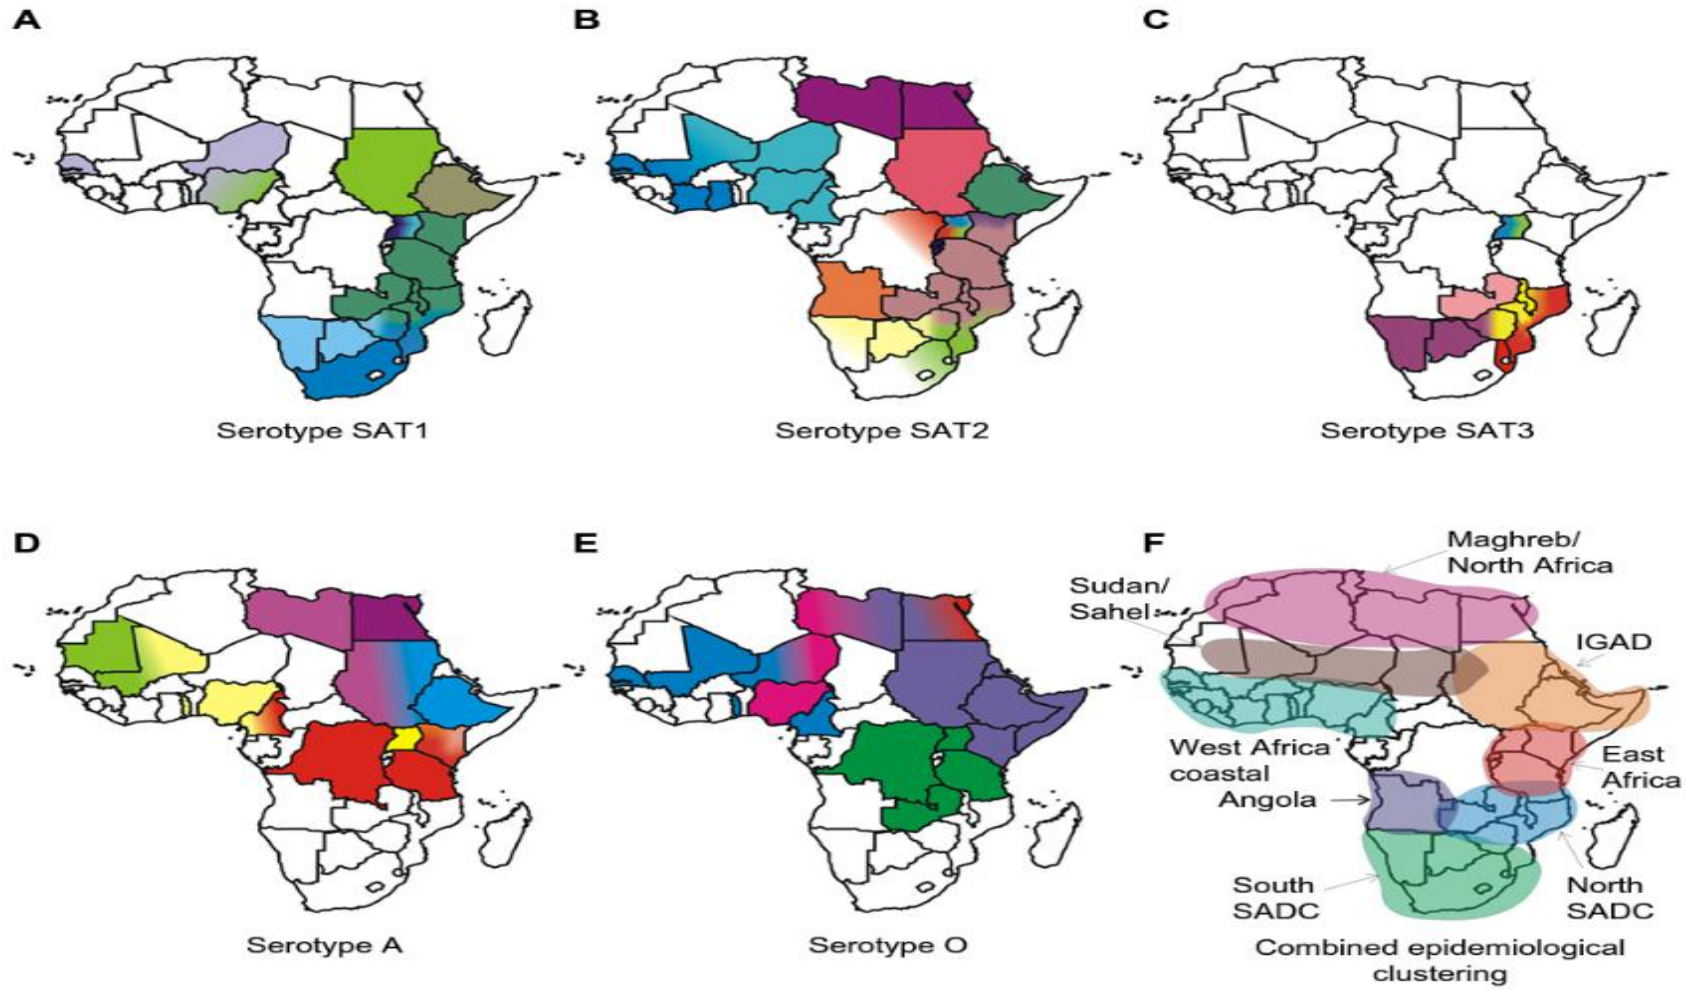 A
B
C
Serotype SAT1
Serotype SAT2
Serotype SAT3
D
E
F
Maghreb/
North Africa
Sudan/
Sahel
IGAD
West Africa
coastal
East
Africa
Angola
South
SADC
North
SADC
Serotype A
Serotype O
Combined epidemiological
clustering